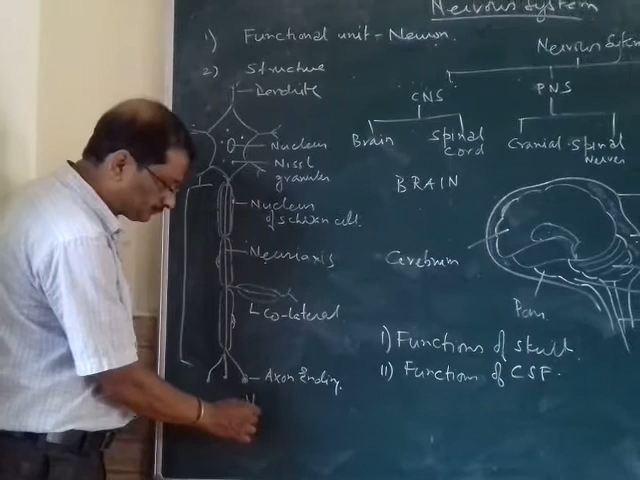 Nervous System
1) Functional unit - Neuron.
2) Structure
Dendrite
Nucleus
Nissl
granules
Nucleus
of schwan cell.
Neuriaxis
Co-lateral
Axon Ending.
Nervous System
CNS
PNS
Brain
Spinal
Cord
Cranial
Spinal
Nerves
BRAIN
Cerebrum
Pons
I) Functions of skull.
II) Function of CSF.